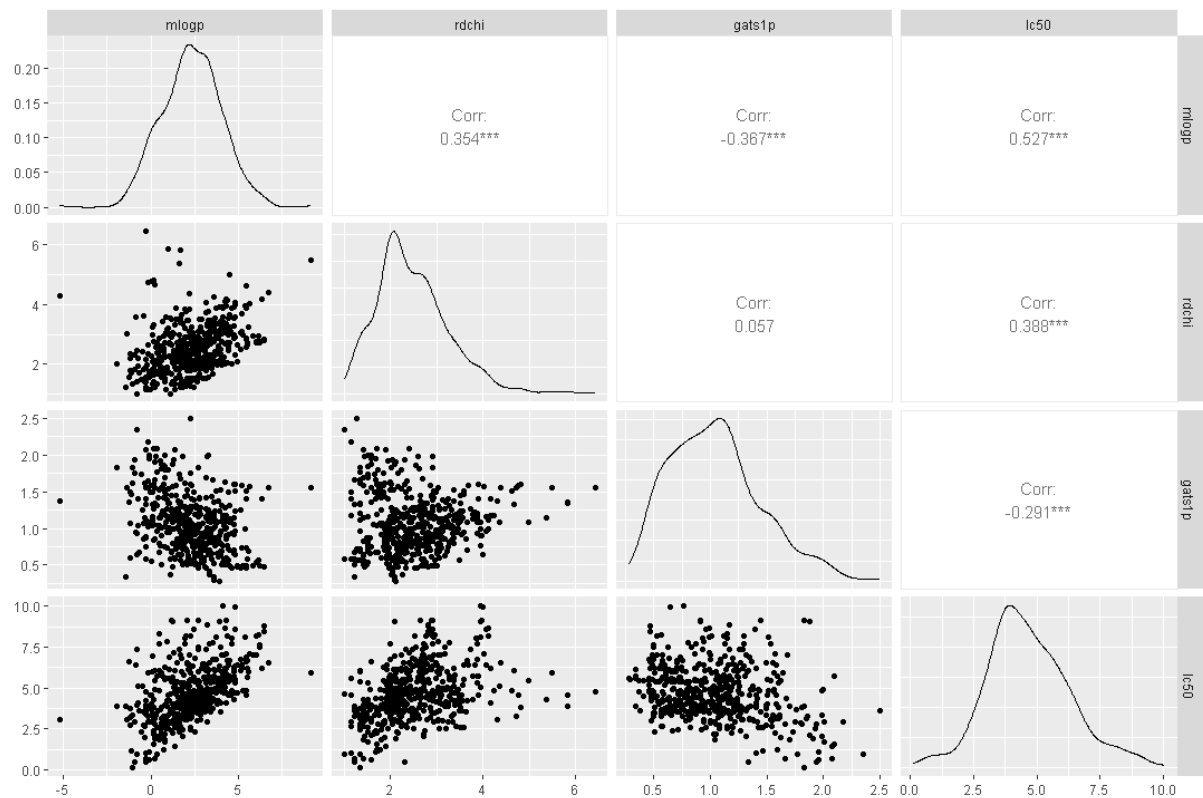 mlogp
rdchi
gats1p
lc50
0.20
0.15
0.10
0.05
0.00
Corr:
0.354***
Corr:
-0.367***
Corr:
0.527***
mlogp
6
4
2
Corr:
0.057
Corr:
0.388***
rdchi
2.5
2.0
1.5
1.0
0.5
Corr:
-0.291***
gats1p
10.0
7.5
5.0
2.5
0.0
lc50
-5
0
5
2
4
6
0.5
1.0
1.5
2.0
2.5
0.0
2.5
5.0
7.5
10.0